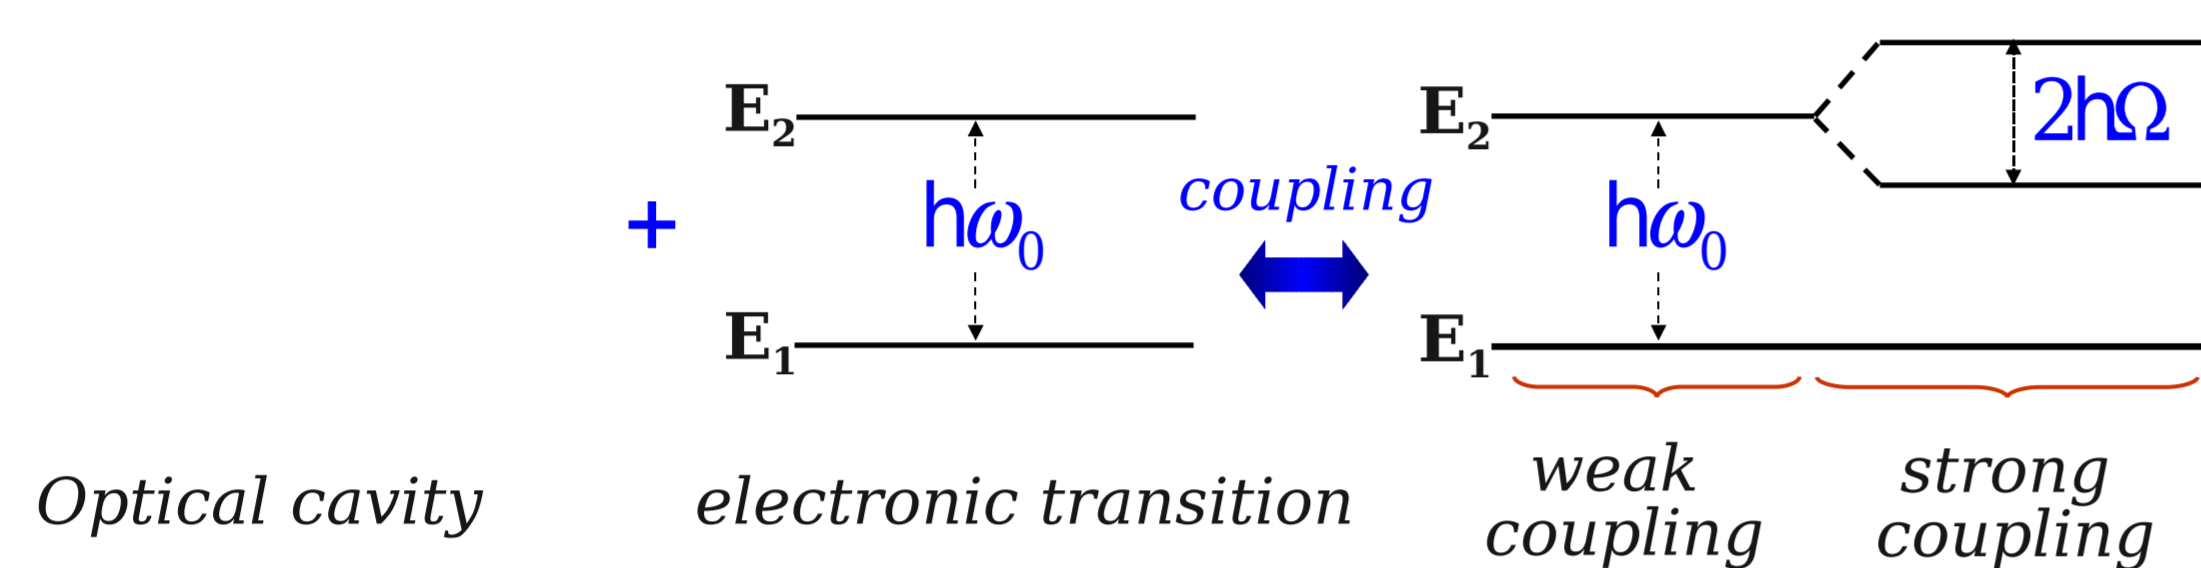 E2
E2
2hΩ
coupling
+
hω0
hω0
E1
E1
Optical cavity
electronic transition
weak
coupling
strong
coupling